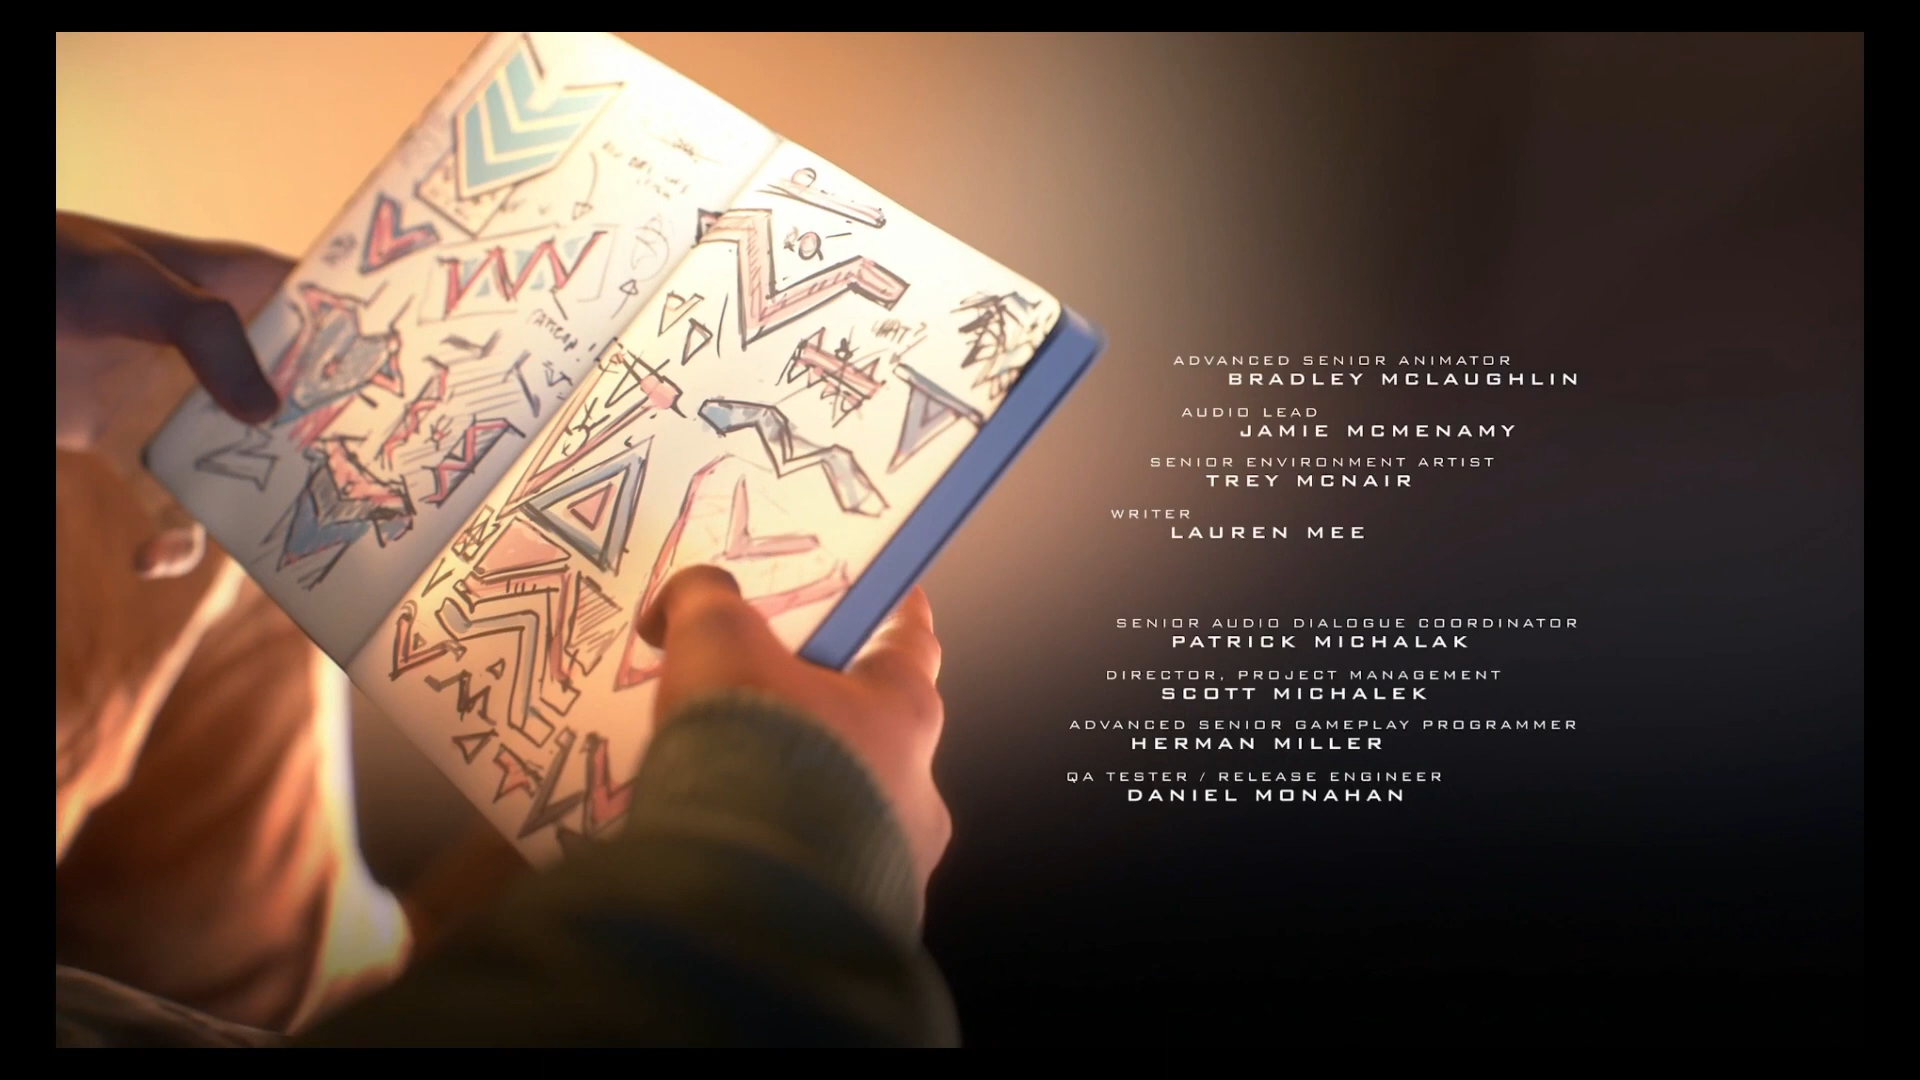 ADVANCED SENIOR ANIMATOR
BRADLEY MCLAUGHLIN
AUDIO LEAD
JAMIE MCMENAMY
SENIOR ENVIRONMENT ARTIST
TREY MCNAIR
WRITER
LAUREN MEE
SENIOR AUDIO DIALOGUE COORDINATOR
PATRICK MICHALAK
DIRECTOR, PROJECT MANAGEMENT
SCOTT MICHALEK
ADVANCED SENIOR GAMEPLAY PROGRAMMER
HERMAN MILLER
QA TESTER / RELEASE ENGINEER
DANIEL MONAHAN